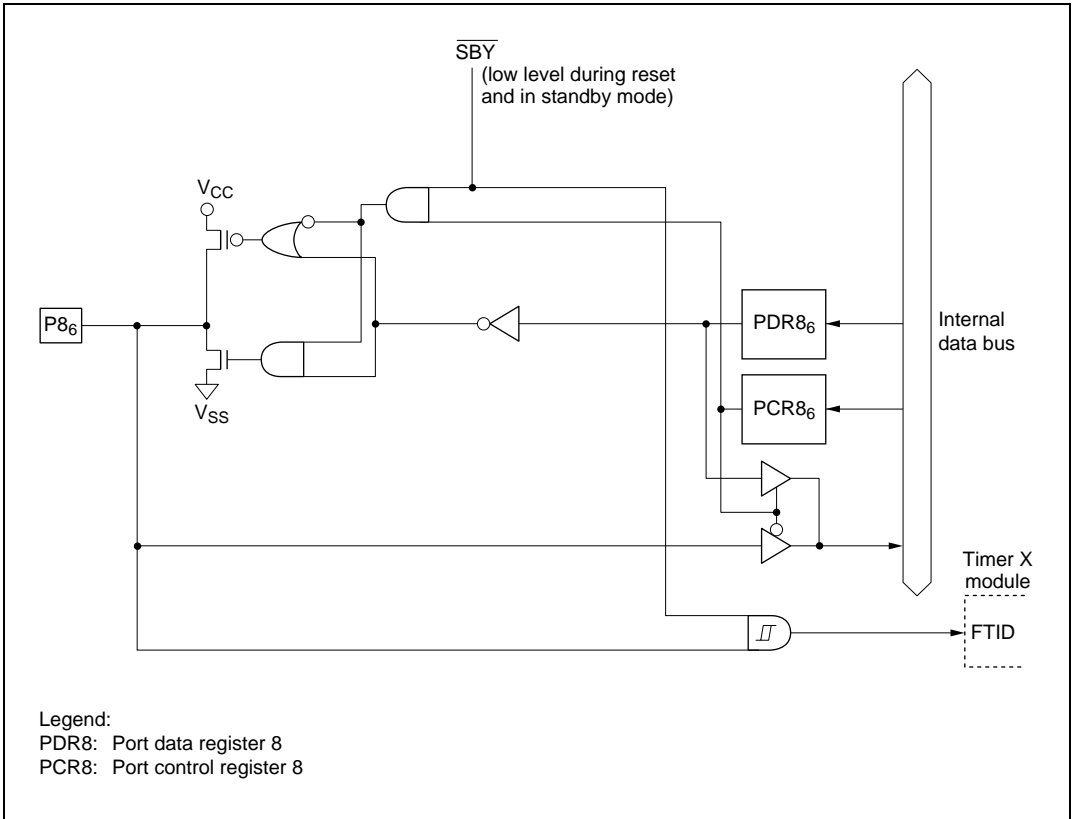 SBY
(low level during reset
and in standby mode)
VCC
P86
VSS
PDR86
PCR86
Internal
data bus
Timer X
module
FTID
Legend:
PDR8: Port data register 8
PCR8: Port control register 8